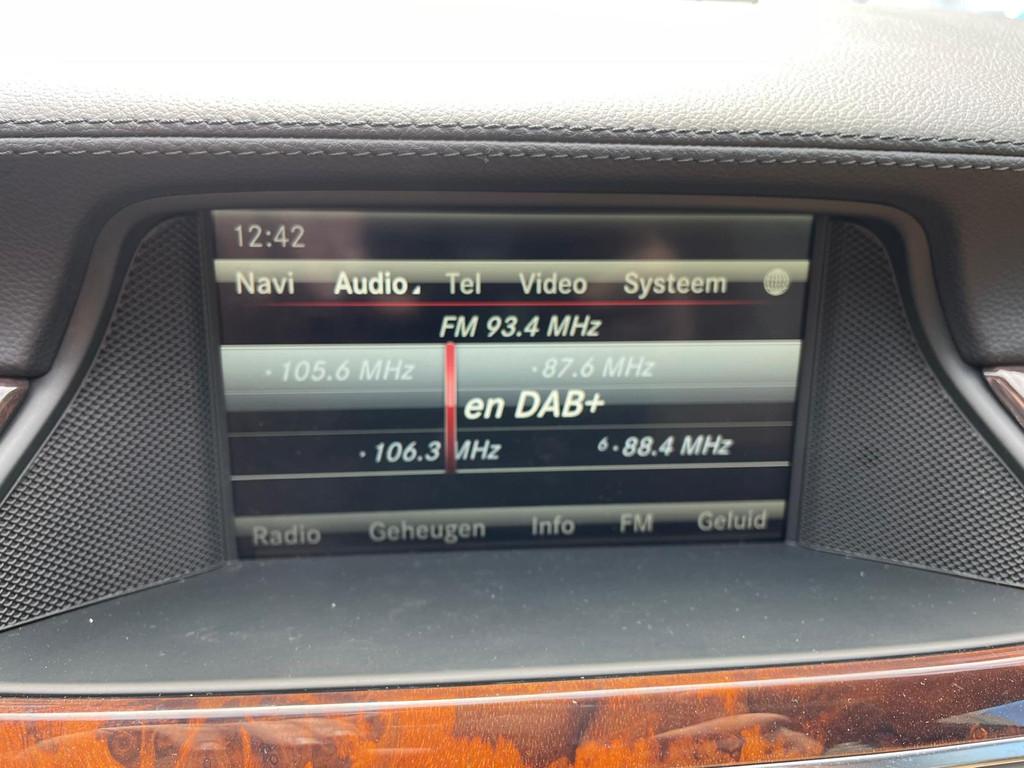 12:42
Navi Audio Tel Video Systeem
FM 93.4 MHz
·105.6 MHz ·87.6 MHz
en DAB+
·106.3 MHz 6·88.4 MHz
Radio Geheugen Info FM Geluid